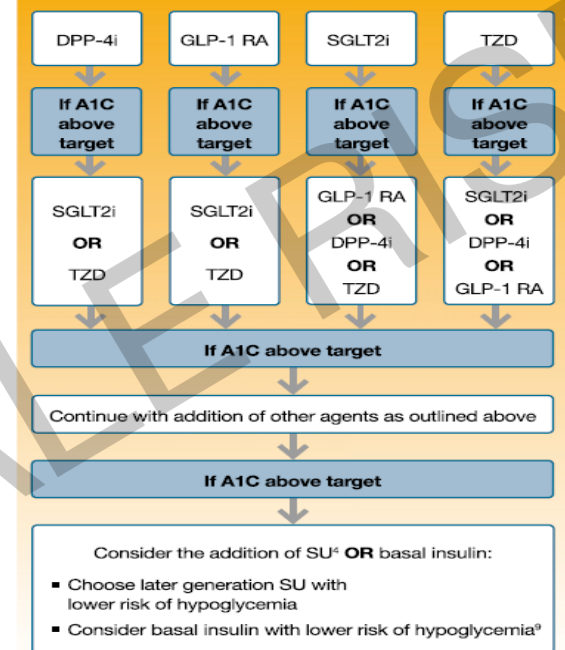 DPP-4i
GLP-1 RA
SGLT2i
TZD
If A1C
above
target
If A1C
above
target
If A1C
above
target
If A1C
above
target
SGLT2i
OR
TZD
SGLT2i
OR
TZD
GLP-1 RA
OR
DPP-4i
OR
TZD
SGLT2i
OR
DPP-4i
OR
GLP-1 RA
If A1C above target
Continue with addition of other agents as outlined above
If A1C above target
Consider the addition of SU⁴ OR basal insulin:
▪ Choose later generation SU with
lower risk of hypoglycemia
▪ Consider basal insulin with lower risk of hypoglycemia⁹